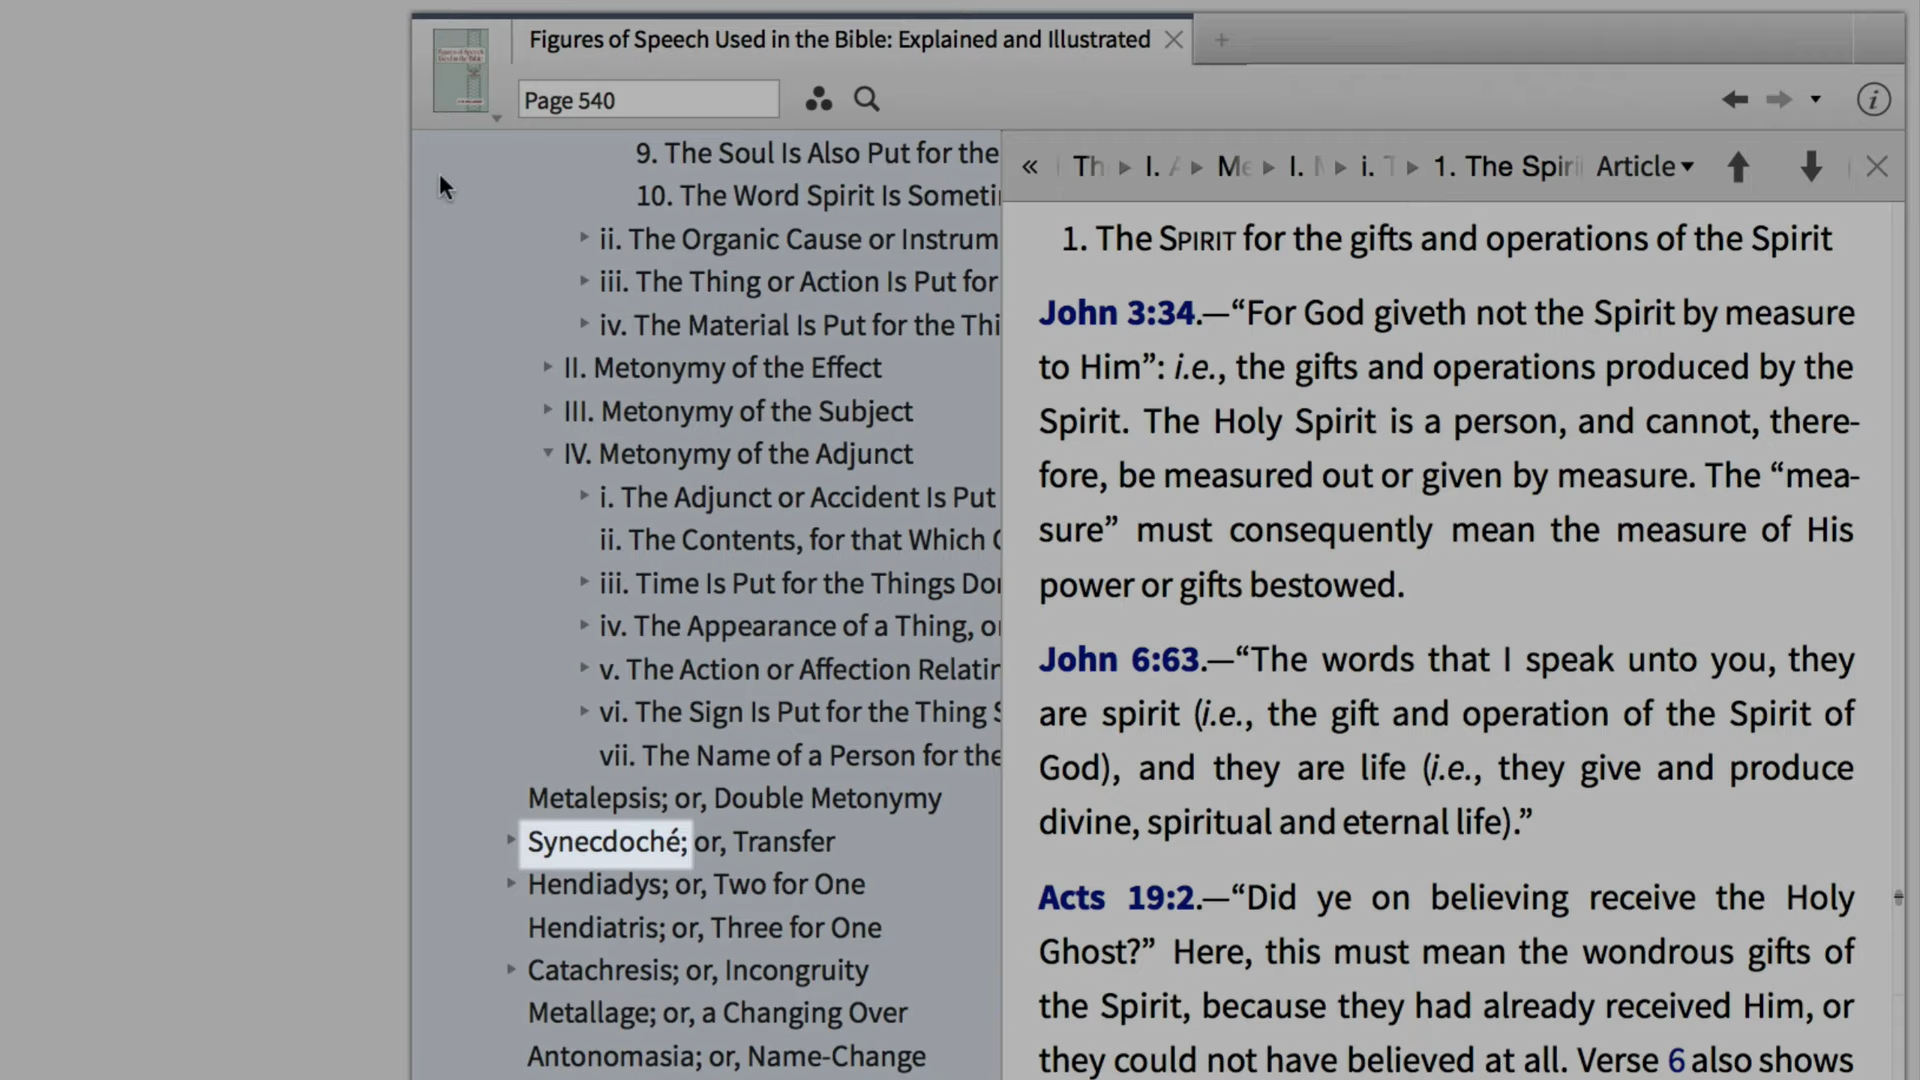 Figures of Speech Used in the Bible: Explained and Illustrated
Page 540
9. The Soul Is Also Put for the
10. The Word Spirit Is Someti
ii. The Organic Cause or Instrum
iii. The Thing or Action Is Put for
iv. The Material Is Put for the Thi
II. Metonymy of the Effect
III. Metonymy of the Subject
IV. Metonymy of the Adjunct
i. The Adjunct or Accident Is Put
ii. The Contents, for that Which
iii. Time Is Put for the Things Do
iv. The Appearance of a Thing, o
v. The Action or Affection Relatin
vi. The Sign Is Put for the Thing S
vii. The Name of a Person for the
Metalepsis; or, Double Metonymy
Synecdoché; or, Transfer
Hendiadys; or, Two for One
Hendiatris; or, Three for One
Catachresis; or, Incongruity
Metallage; or, a Changing Over
Antonomasia; or, Name-Change
« Th ▸ I. ▸ Me ▸ I. ▸ i. ▸ 1. The Spiri Article
1. The SPIRIT for the gifts and operations of the Spirit
John 3:34.—“For God giveth not the Spirit by measure
to Him”: i.e., the gifts and operations produced by the
Spirit. The Holy Spirit is a person, and cannot, there-
fore, be measured out or given by measure. The “mea-
sure” must consequently mean the measure of His
power or gifts bestowed.
John 6:63.—“The words that I speak unto you, they
are spirit (i.e., the gift and operation of the Spirit of
God), and they are life (i.e., they give and produce
divine, spiritual and eternal life).”
Acts 19:2.—“Did ye on believing receive the Holy
Ghost?” Here, this must mean the wondrous gifts of
the Spirit, because they had already received Him, or
they could not have believed at all. Verse 6 also shows